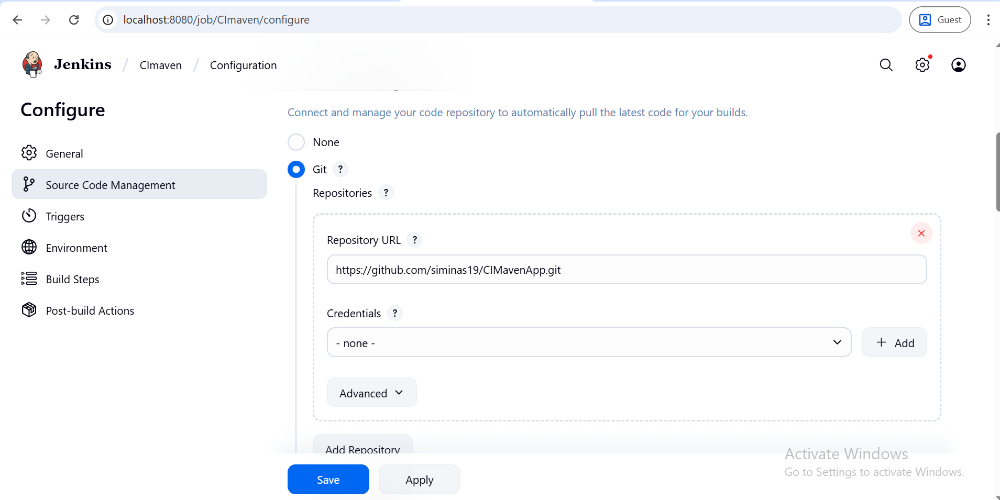 localhost:8080/job/CImaven/configure
Guest
Jenkins / CImaven / Configuration
Configure
Connect and manage your code repository to automatically pull the latest code for your builds.
General
Source Code Management
Triggers
Environment
Build Steps
Post-build Actions
None
Git ?
Repositories ?
Repository URL ?
https://github.com/siminas19/CIMavenApp.git
Credentials ?
- none -
+ Add
Advanced
Add Repository
Save
Apply
Activate Windows
Go to Settings to activate Windows.